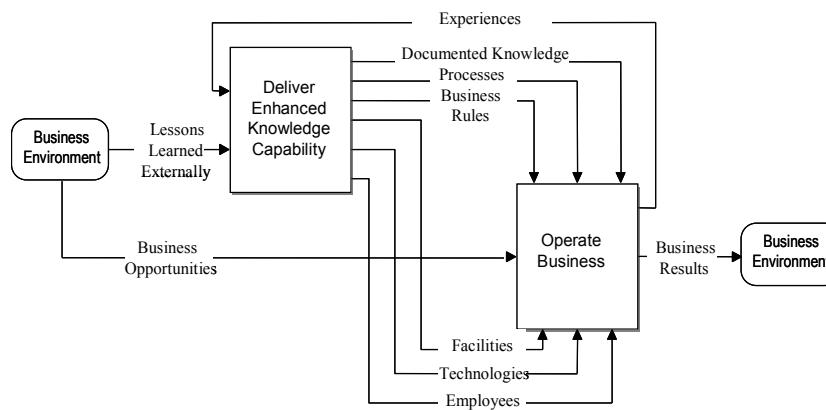 Experiences
Documented Knowledge
Processes
Business
Rules
Deliver
Enhanced
Knowledge
Capability
Business
Environment
Lessons
Learned
Externally
Business
Opportunities
Operate
Business
Business
Results
Business
Environment
Facilities
Technologies
Employees